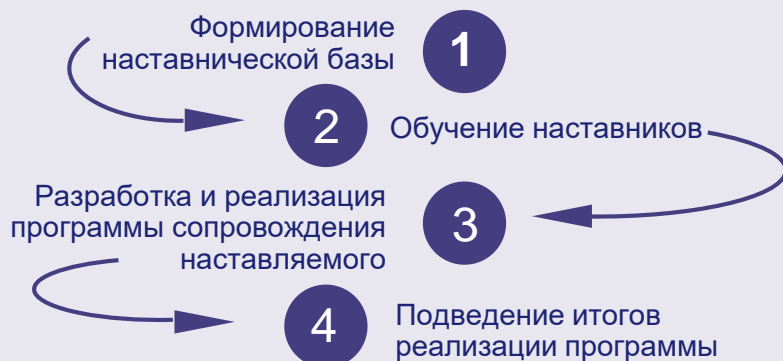 Формирование
наставнической базы
1
2
Обучение наставников
Разработка и реализация
программы сопровождения
наставляемого
3
4
Подведение итогов
реализации программы